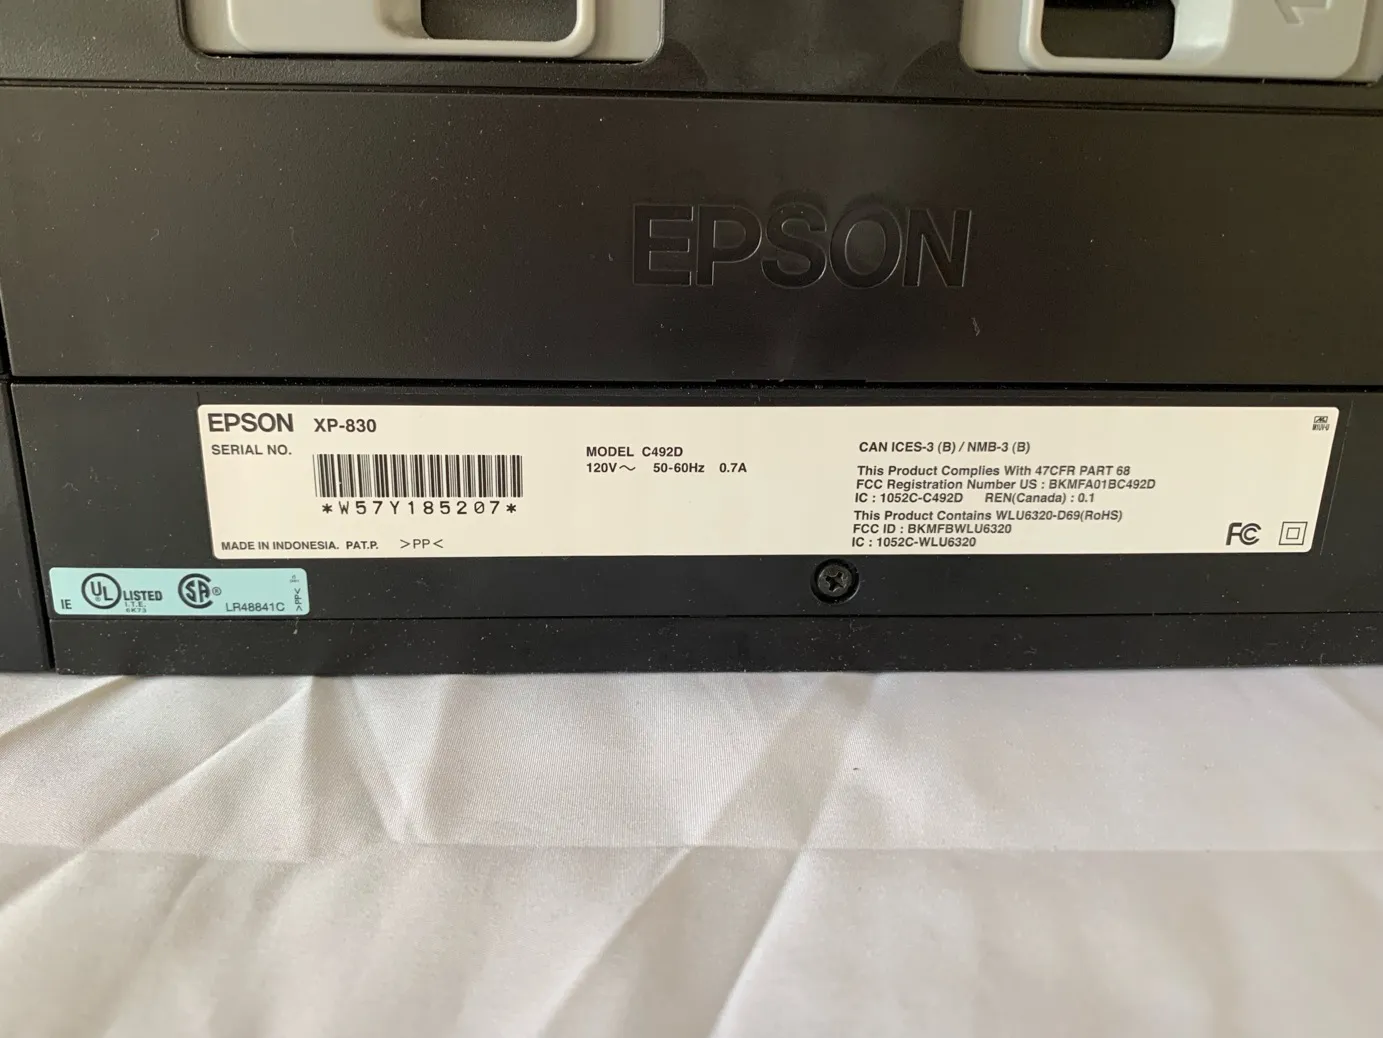 EPSON
EPSON XP-830
SERIAL NO.
*W57Y185207*
MADE IN INDONESIA. PAT.P. >PP<
MODEL C492D
120V～ 50-60Hz 0.7A
CAN ICES-3 (B) / NMB-3 (B)
This Product Complies With 47CFR PART 68
FCC Registration Number US : BKMFA01BC492D
IC : 1052C-C492D REN(Canada) : 0.1
This Product Contains WLU6320-D69(RoHS)
FCC ID : BKMFBWLU6320
IC : 1052C-WLU6320
FC
IE
UL LISTED
I.T.E.
6K73
SA®
LR48841C
>PP<